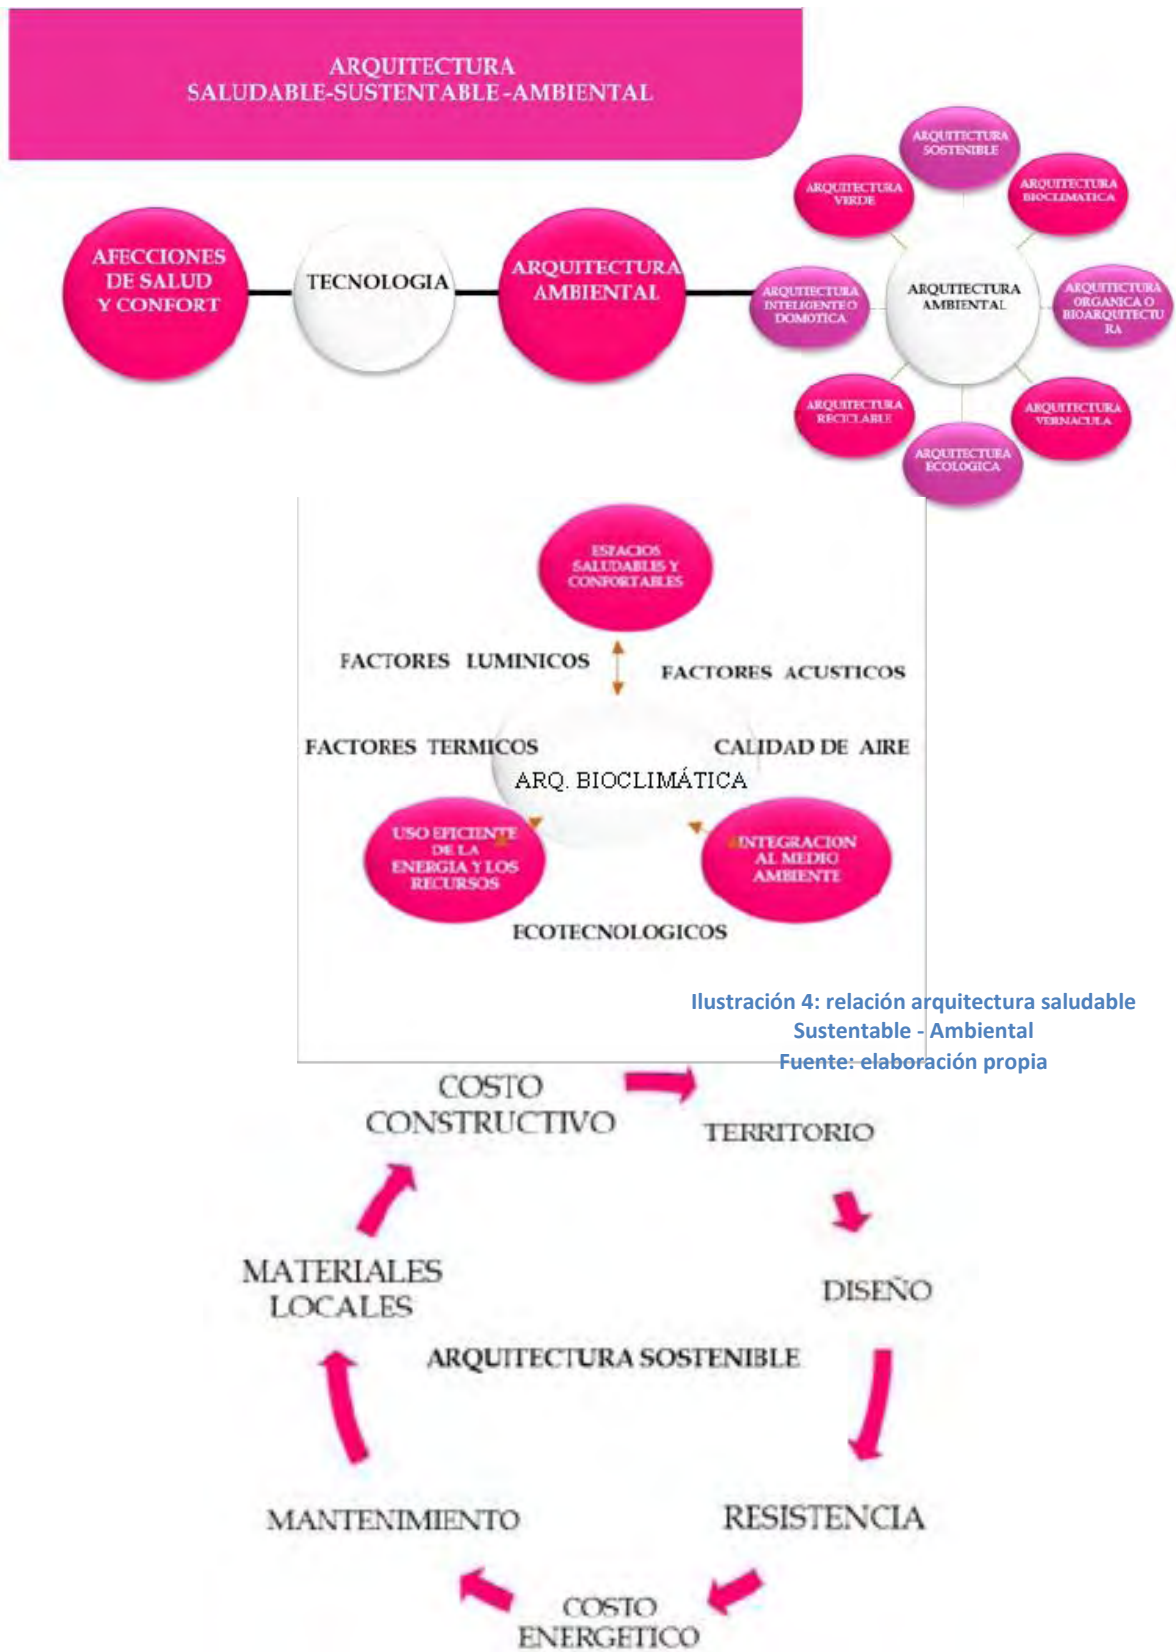 ARQUITECTURA
SALUDABLE-SUSTENTABLE-AMBIENTAL
AFECCIONES
DE SALUD
Y CONFORT
TECNOLOGIA
ARQUITECTURA
AMBIENTAL
ARQUITECTURA
SOSTENIBLE
ARQUITECTURA
BIOCLIMATICA
ARQUITECTURA
ORGANICA O
BIOARQUITECTU
RA
ARQUITECTURA
VERNACULA
ARQUITECTURA
ECOLOGICA
ARQUITECTURA
RECICLABLE
ARQUITECTURA
INTELIGENTE O
DOMOTICA
ARQUITECTURA
VERDE
ARQUITECTURA
AMBIENTAL
ESPACIOS
SALUDABLES Y
CONFORTABLES
FACTORES LUMINICOS
FACTORES ACUSTICOS
FACTORES TERMICOS
CALIDAD DE AIRE
ARQ. BIOCLIMÁTICA
USO EFICIENTE
DE LA
ENERGIA Y LOS
RECURSOS
INTEGRACION
AL MEDIO
AMBIENTE
ECOTECNOLOGICOS
Ilustración 4: relación arquitectura saludable
Sustentable - Ambiental
Fuente: elaboración propia
COSTO
CONSTRUCTIVO
TERRITORIO
DISEÑO
MATERIALES
LOCALES
ARQUITECTURA SOSTENIBLE
RESISTENCIA
MANTENIMIENTO
COSTO
ENERGETICO